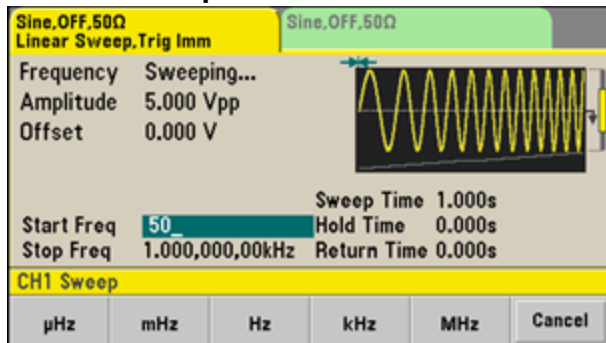 Sine,OFF,50Ω
Linear Sweep,Trig Imm
Sine,OFF,50Ω
Frequency Sweeping...
Amplitude 5.000 Vpp
Offset 0.000 V
Sweep Time 1.000s
Start Freq 50_ Hold Time 0.000s
Stop Freq 1.000,000,00kHz Return Time 0.000s
CH1 Sweep
µHz mHz Hz kHz MHz Cancel